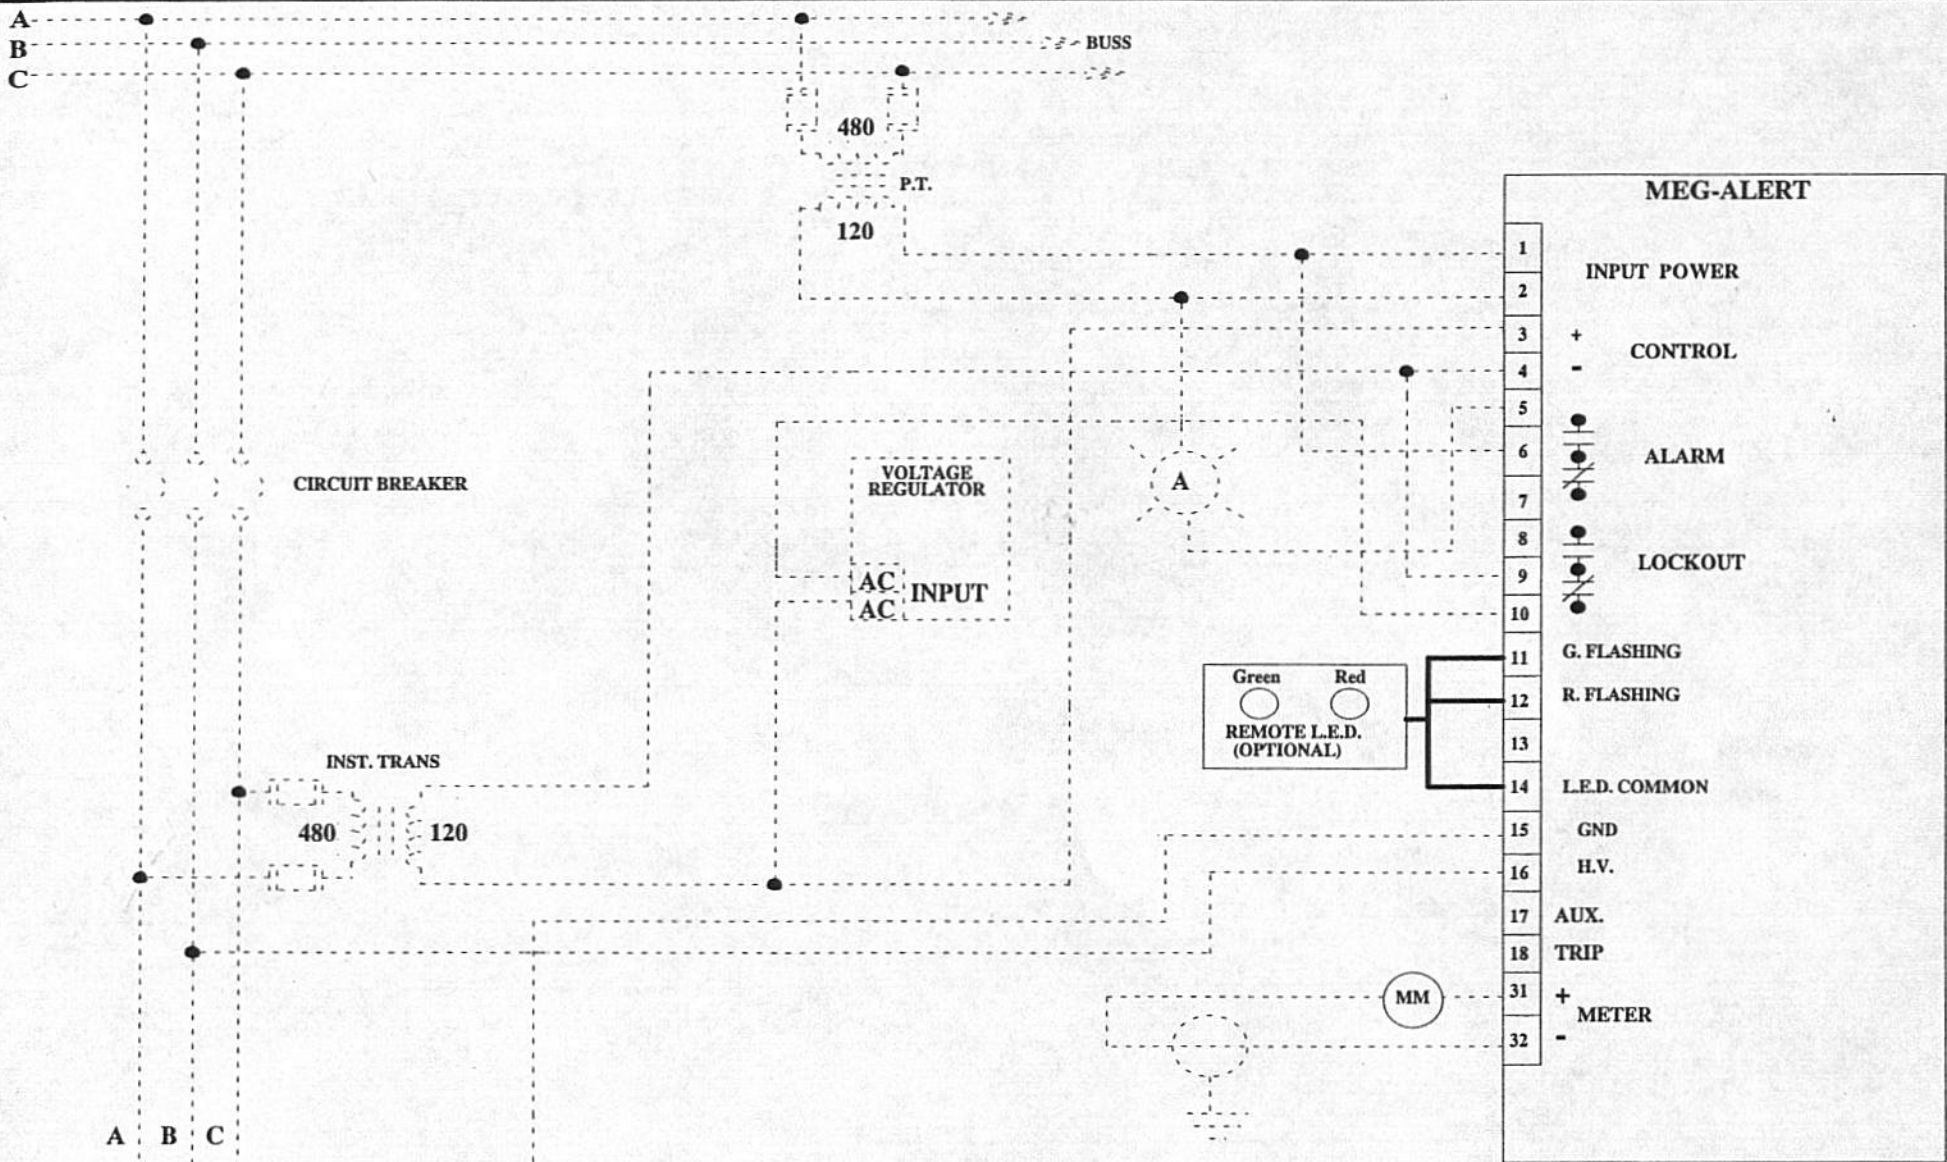 A
B
BUSS
C
480
P.T.
120
MEG-ALERT
1
INPUT POWER
2
3
+
CONTROL
4
-
5
6
ALARM
7
8
LOCKOUT
9
10
CIRCUIT BREAKER
VOLTAGE
REGULATOR
A
AC
INPUT
AC
11
G. FLASHING
Green
Red
12
R. FLASHING
REMOTE L.E.D.
(OPTIONAL)
13
14
L.E.D. COMMON
INST. TRANS
480
120
15
GND
16
H.V.
17
AUX.
18
TRIP
MM
31
+
METER
32
-
A
B
C